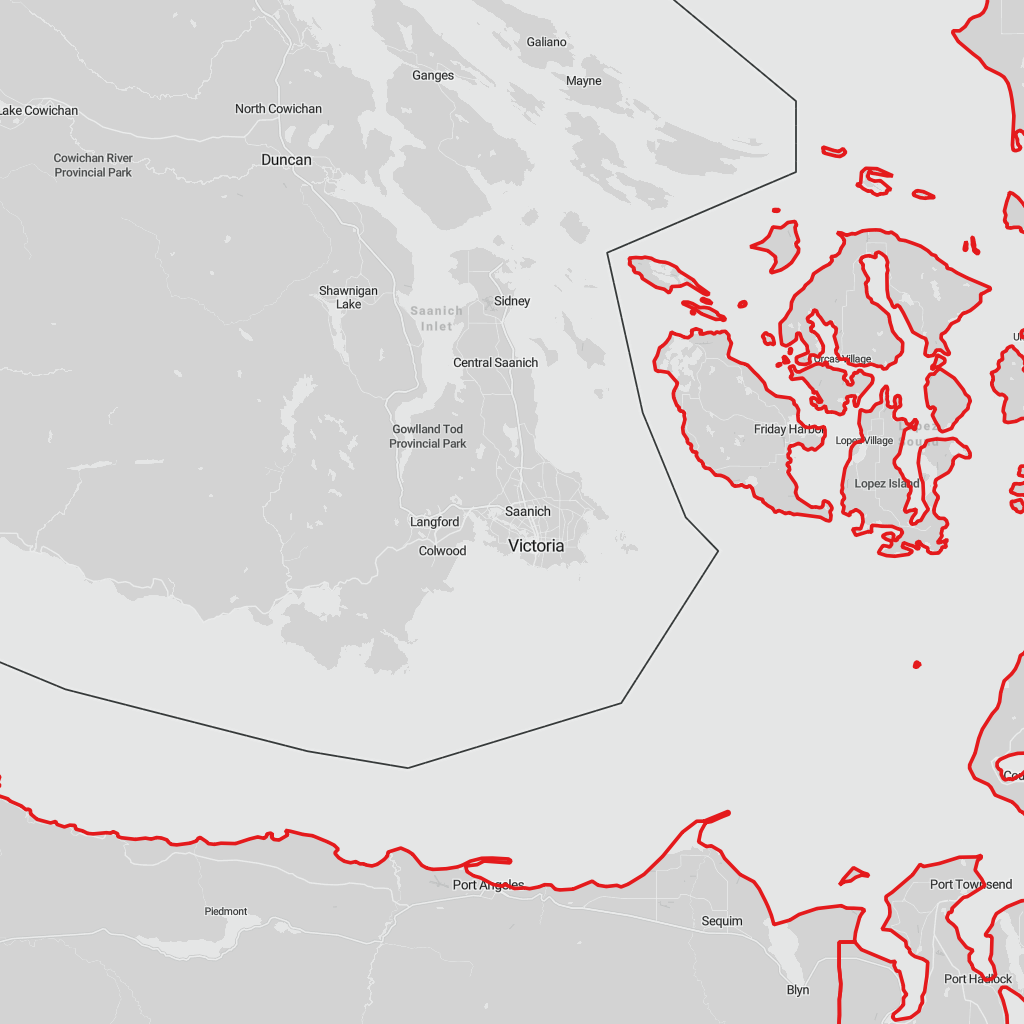 Galiano
Ganges
Mayne
Lake Cowichan
North Cowichan
Cowichan River
Provincial Park
Duncan
Shawnigan
Lake
Saanich
Inlet
Sidney
Central Saanich
Orcas Village
Gowlland Tod
Provincial Park
Friday Harbor
Lopez
Sound
Lopez Village
Lopez Island
Langford
Saanich
Colwood
Victoria
Port Angeles
Port Townsend
Piedmont
Sequim
Blyn
Port Hadlock